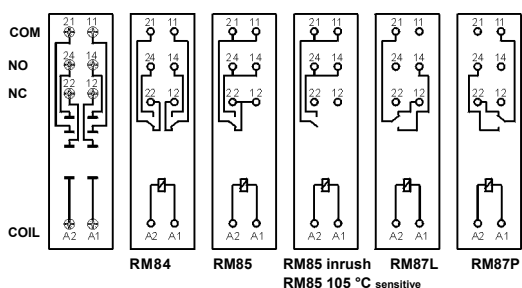 COM 21 11 21 11 21 11 21 11 21 11 21 11
NO 24 14 24 14 24 14 24 14 24 14 24 14
NC 22 12 22 12 22 12 22 12 22 12 22 12
COIL A2 A1 A2 A1 A2 A1 A2 A1 A2 A1 A2 A1
RM84 RM85 RM85 inrush RM87L RM87P
RM85 105 °C sensitive